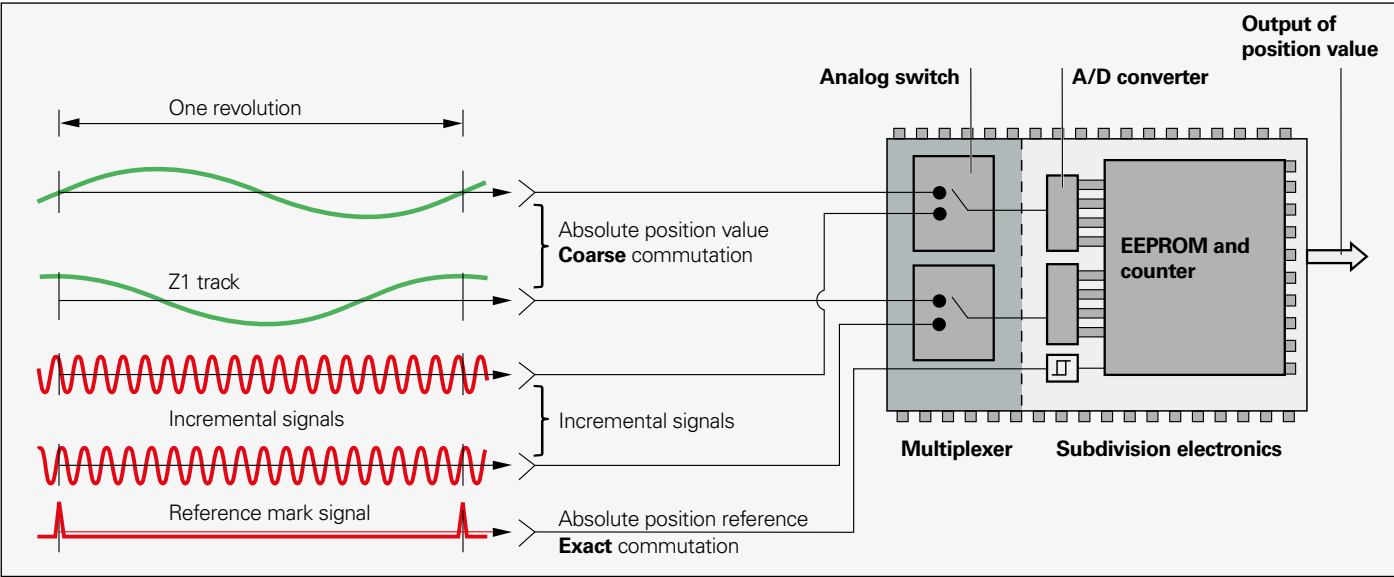 Output of
position value
Analog switch
A/D converter
One revolution
Absolute position value
Coarse commutation
EEPROM and
counter
Z1 track
Incremental signals
Incremental signals
Multiplexer
Subdivision electronics
Reference mark signal
Absolute position reference
Exact commutation